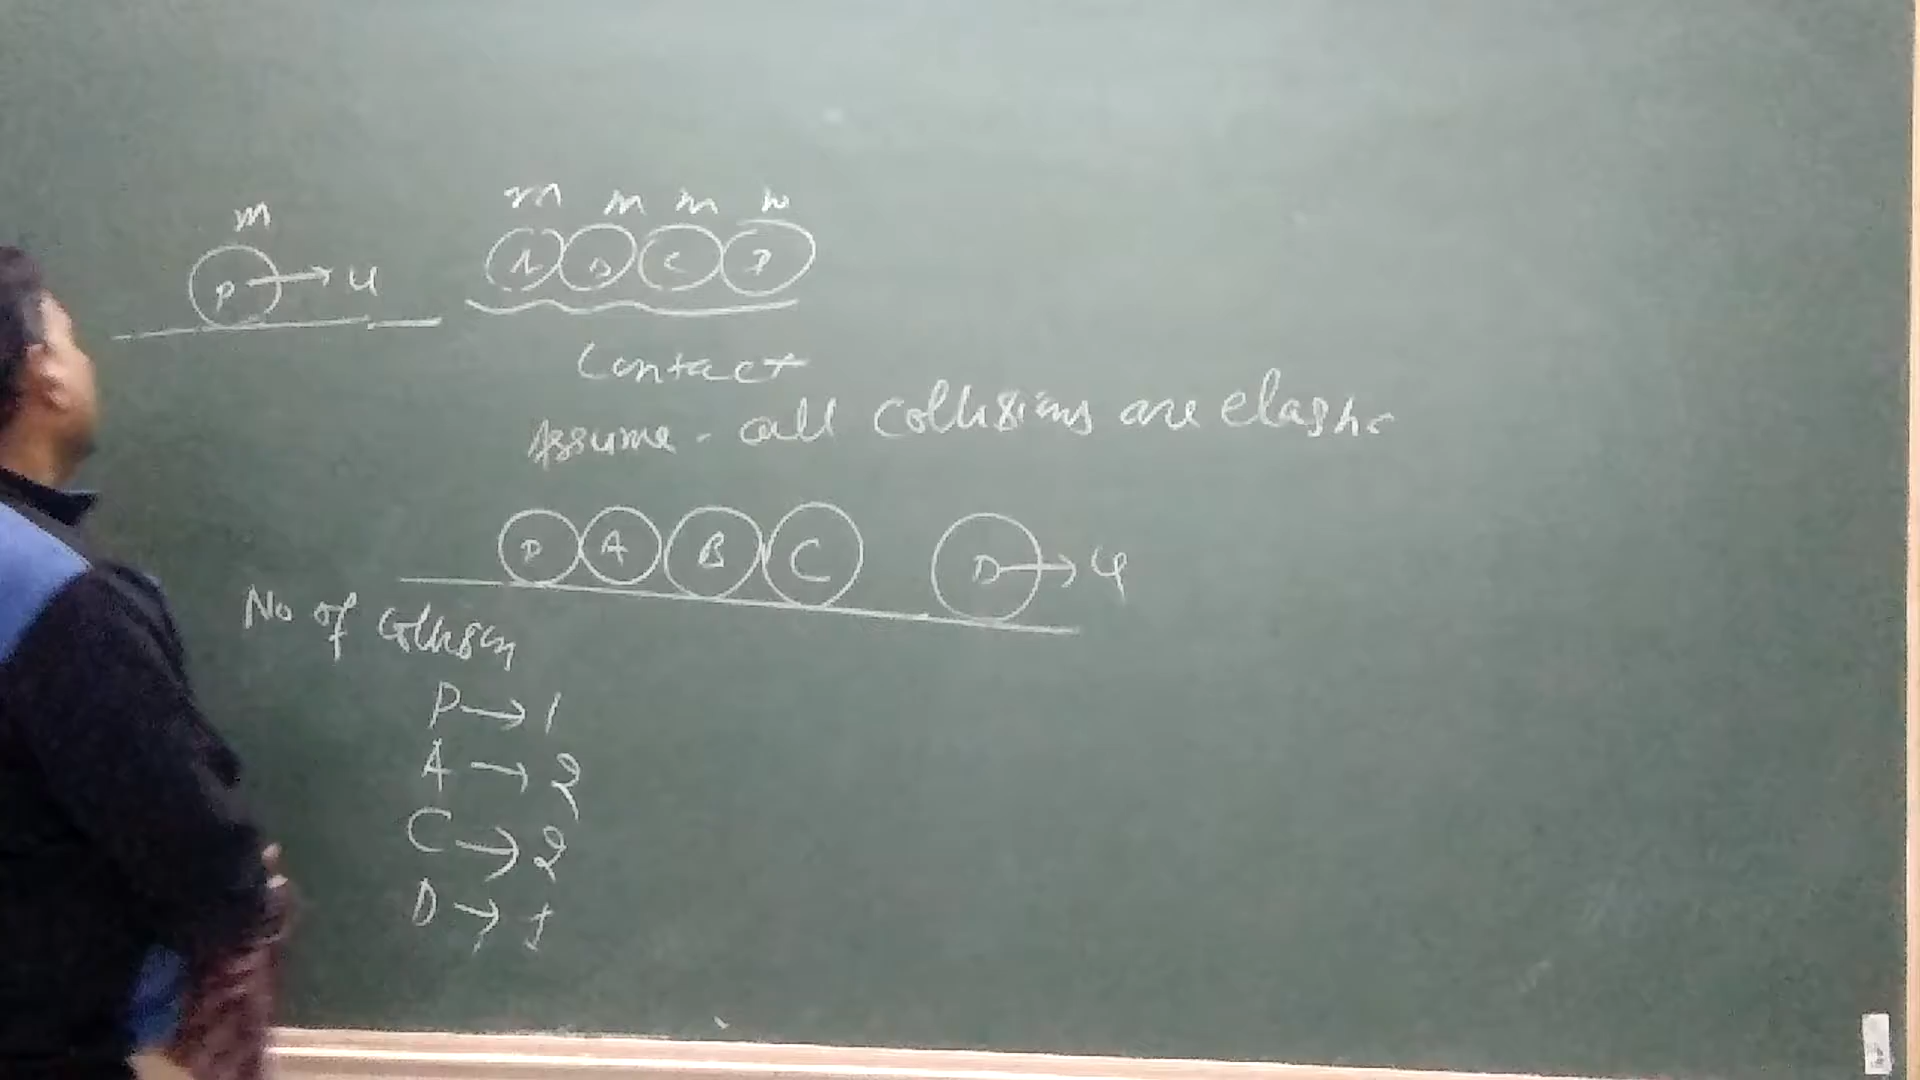 m m m m
m
P → u
A B C D
Contact
Assume - all collisions are elastic
P A B C D → u
No of collision
P → 1
A → 2
C → 2
D → 1